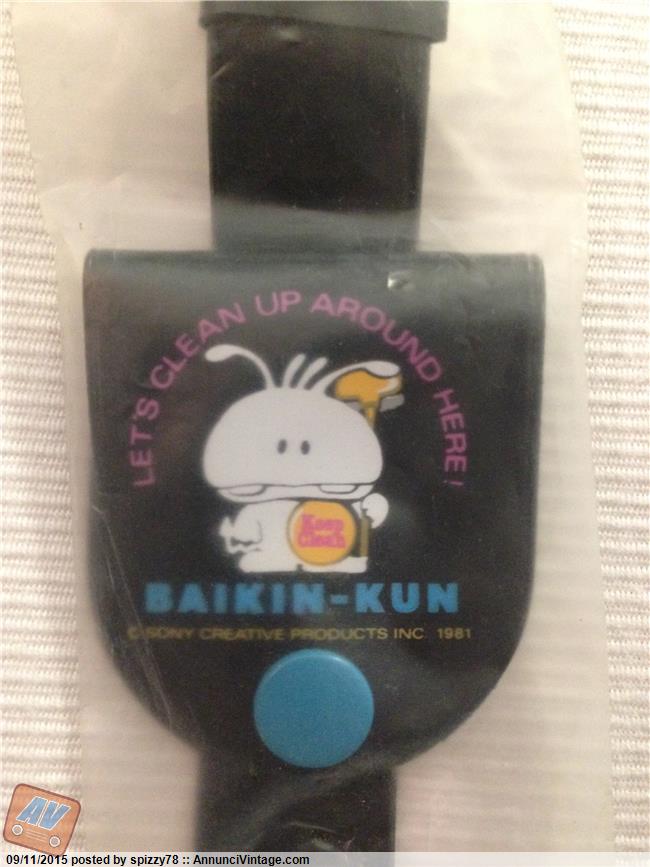 LET'S CLEAN UP AROUND HERE!
Keep
Clean
BAIKIN-KUN
© SONY CREATIVE PRODUCTS INC. 1981
AV
09/11/2015 posted by spizzy78 :: AnnunciVintage.com